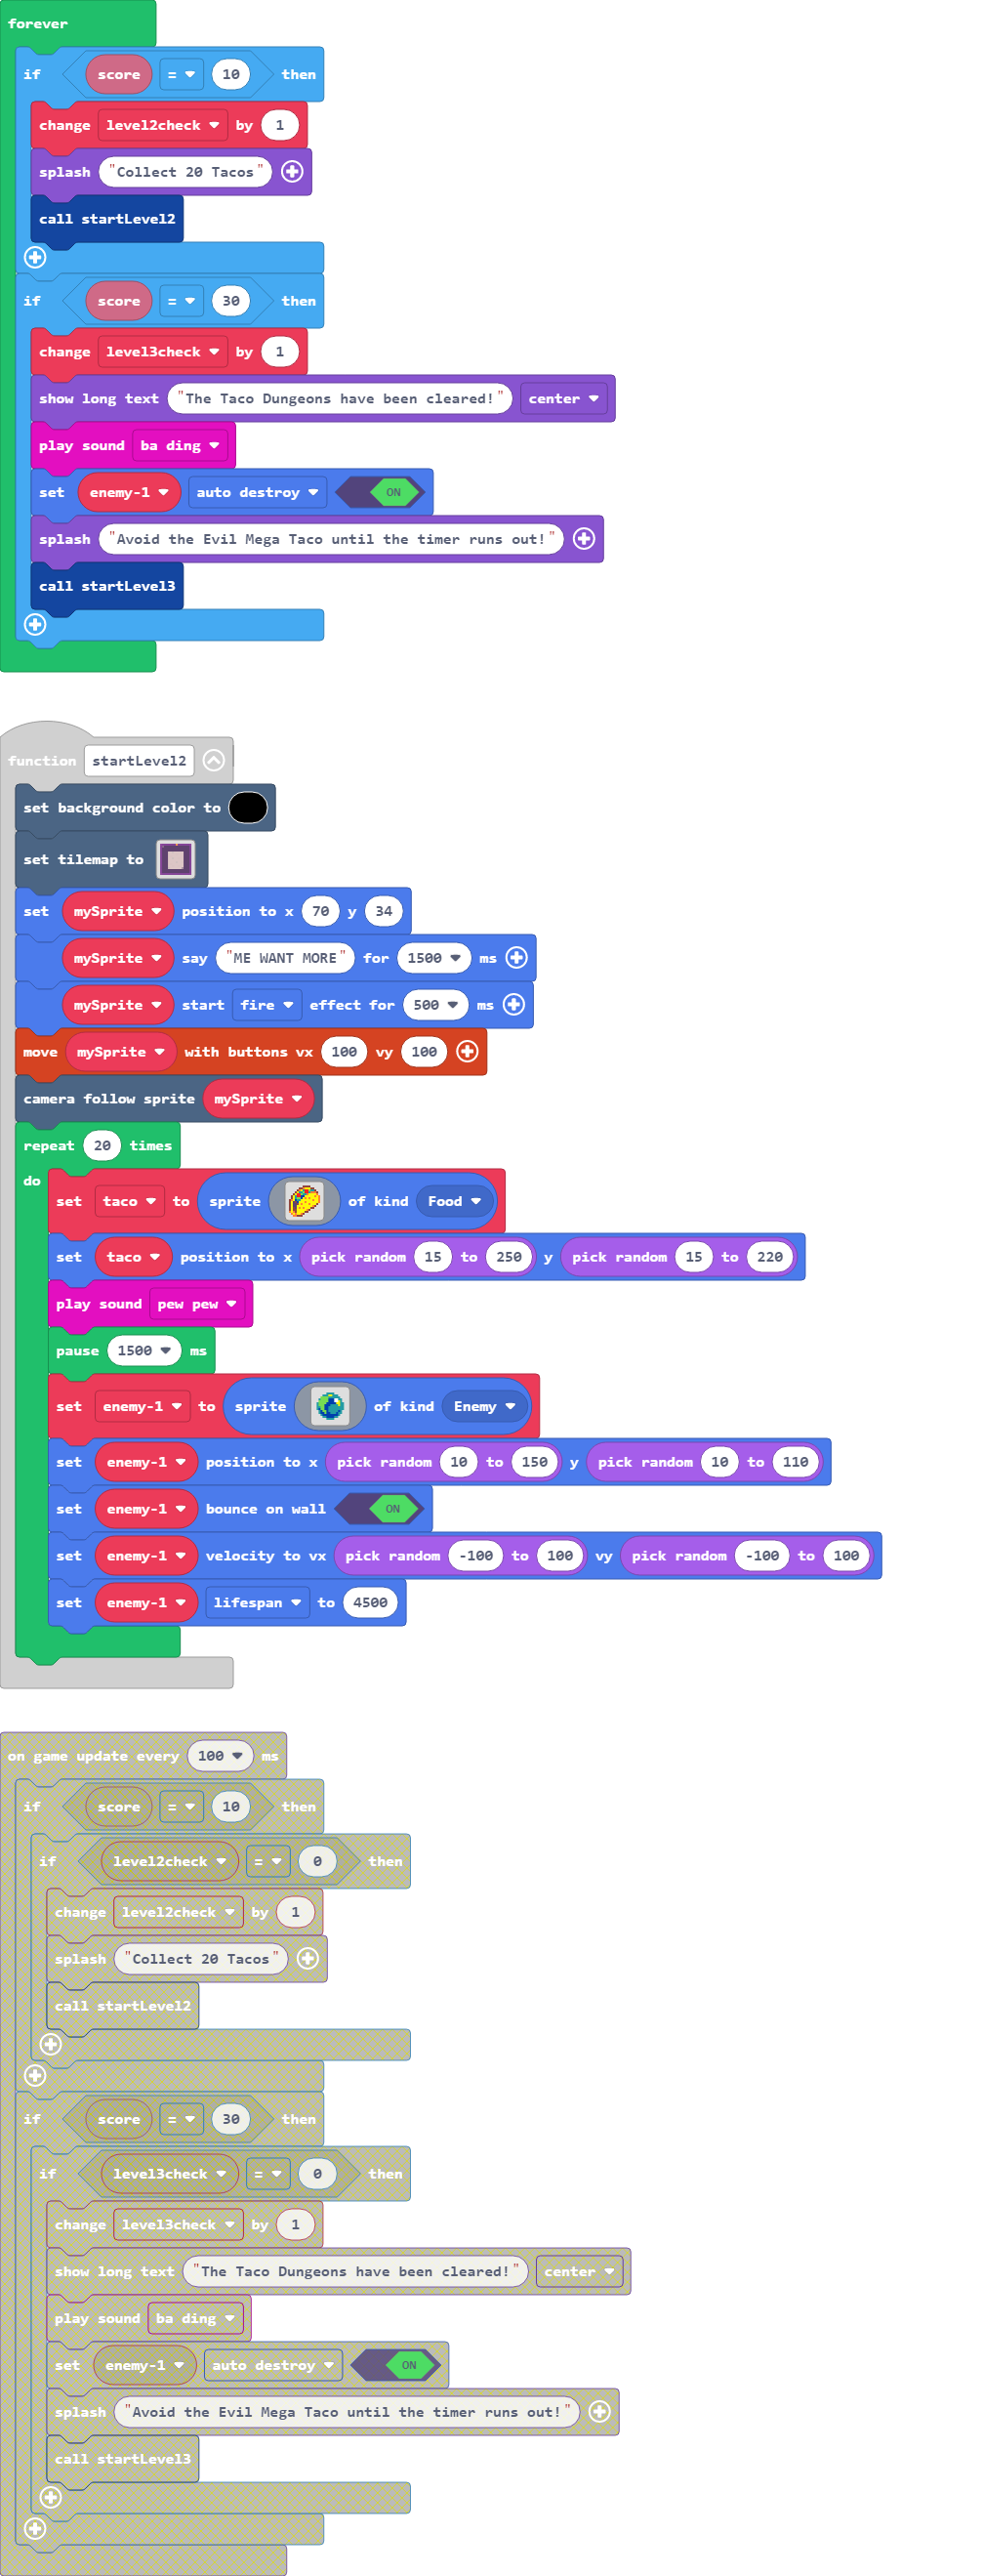 forever
if score = 10 then
change level2check by 1
splash "Collect 20 Tacos"
call startLevel2
if score = 30 then
change level3check by 1
show long text "The Taco Dungeons have been cleared!" center
play sound ba ding
set enemy-1 auto destroy ON
splash "Avoid the Evil Mega Taco until the timer runs out!"
call startLevel3
function startLevel2
set background color to
set tilemap to
set mySprite position to x 70 y 34
mySprite say "ME WANT MORE" for 1500 ms
mySprite start fire effect for 500 ms
move mySprite with buttons vx 100 vy 100
camera follow sprite mySprite
repeat 20 times
do
set taco to sprite of kind Food
set taco position to x pick random 15 to 250 y pick random 15 to 220
play sound pew pew
pause 1500 ms
set enemy-1 to sprite of kind Enemy
set enemy-1 position to x pick random 10 to 150 y pick random 10 to 110
set enemy-1 bounce on wall ON
set enemy-1 velocity to vx pick random -100 to 100 vy pick random -100 to 100
set enemy-1 lifespan to 4500
on game update every 100 ms
if score = 10 then
if level2check = 0 then
change level2check by 1
splash "Collect 20 Tacos"
call startLevel2
if score = 30 then
if level3check = 0 then
change level3check by 1
show long text "The Taco Dungeons have been cleared!" center
play sound ba ding
set enemy-1 auto destroy ON
splash "Avoid the Evil Mega Taco until the timer runs out!"
call startLevel3